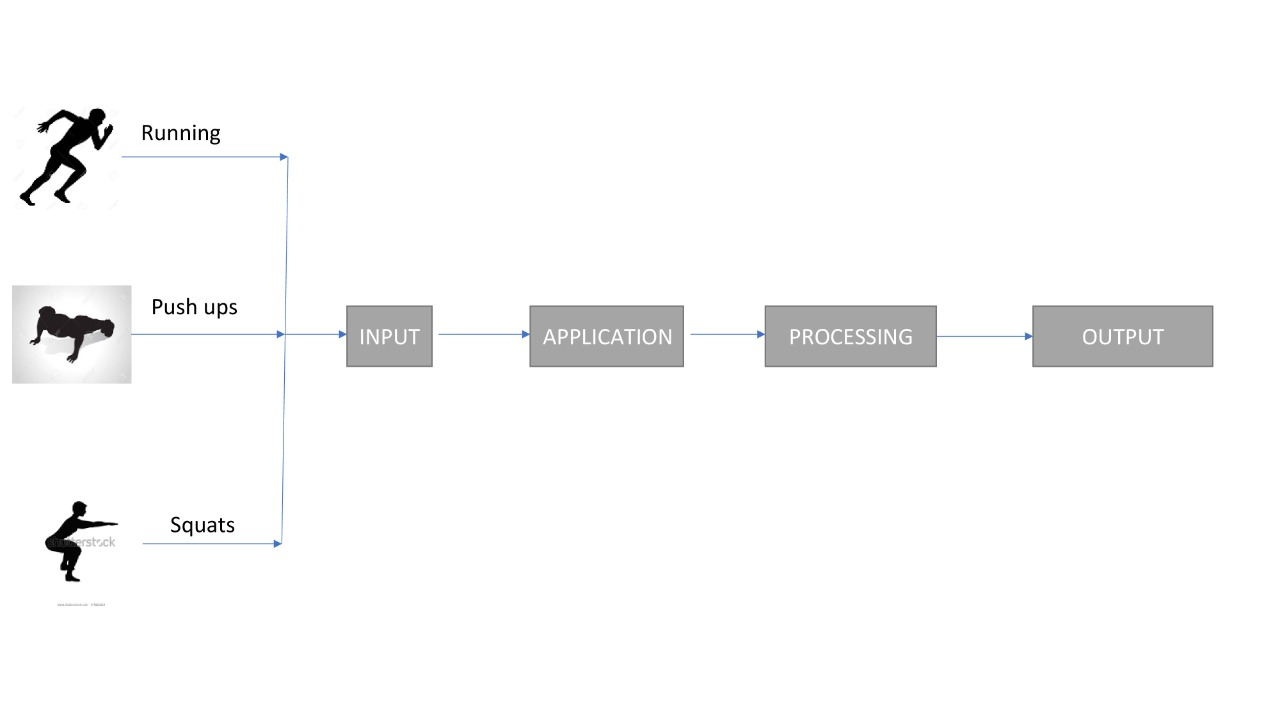 Running
Push ups
INPUT
APPLICATION
PROCESSING
OUTPUT
Squats